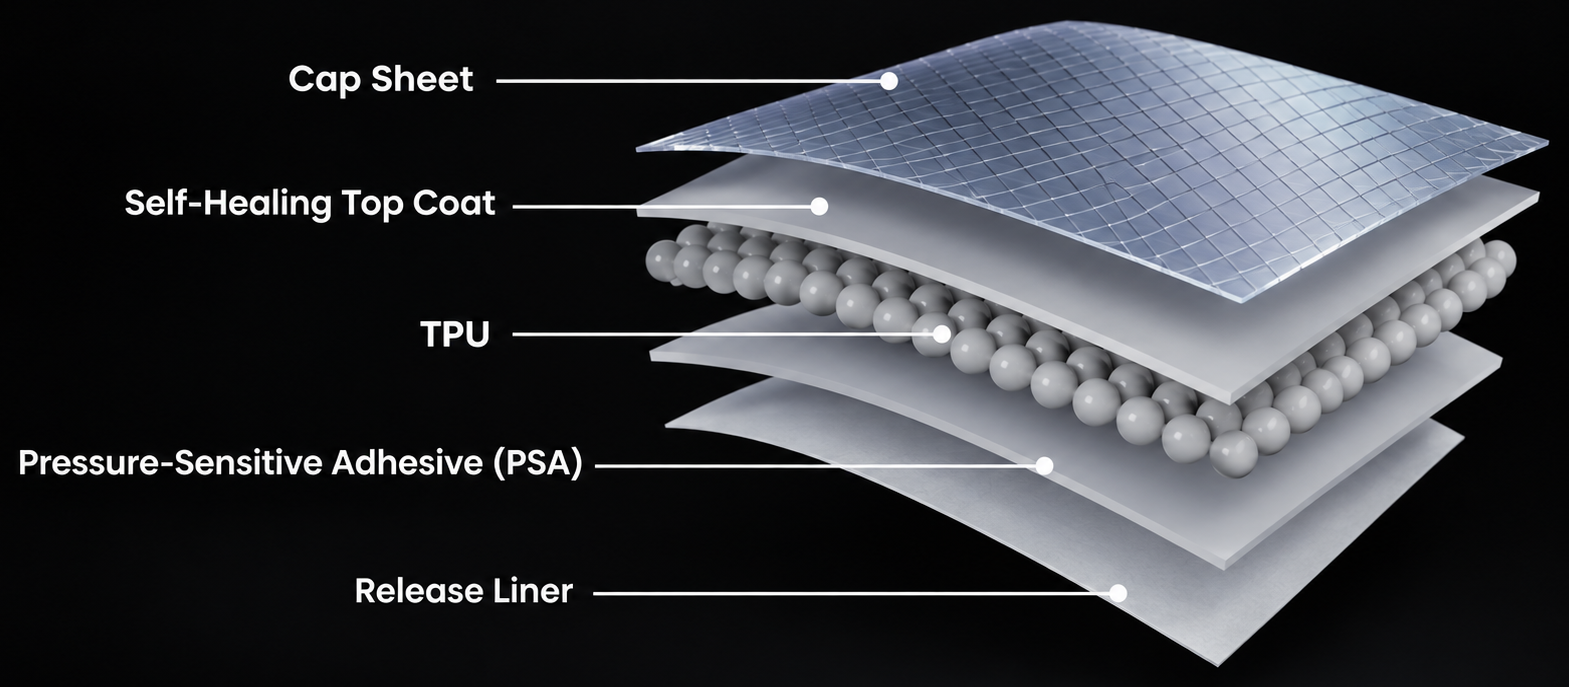 Cap Sheet
Self-Healing Top Coat
TPU
Pressure-Sensitive Adhesive (PSA)
Release Liner